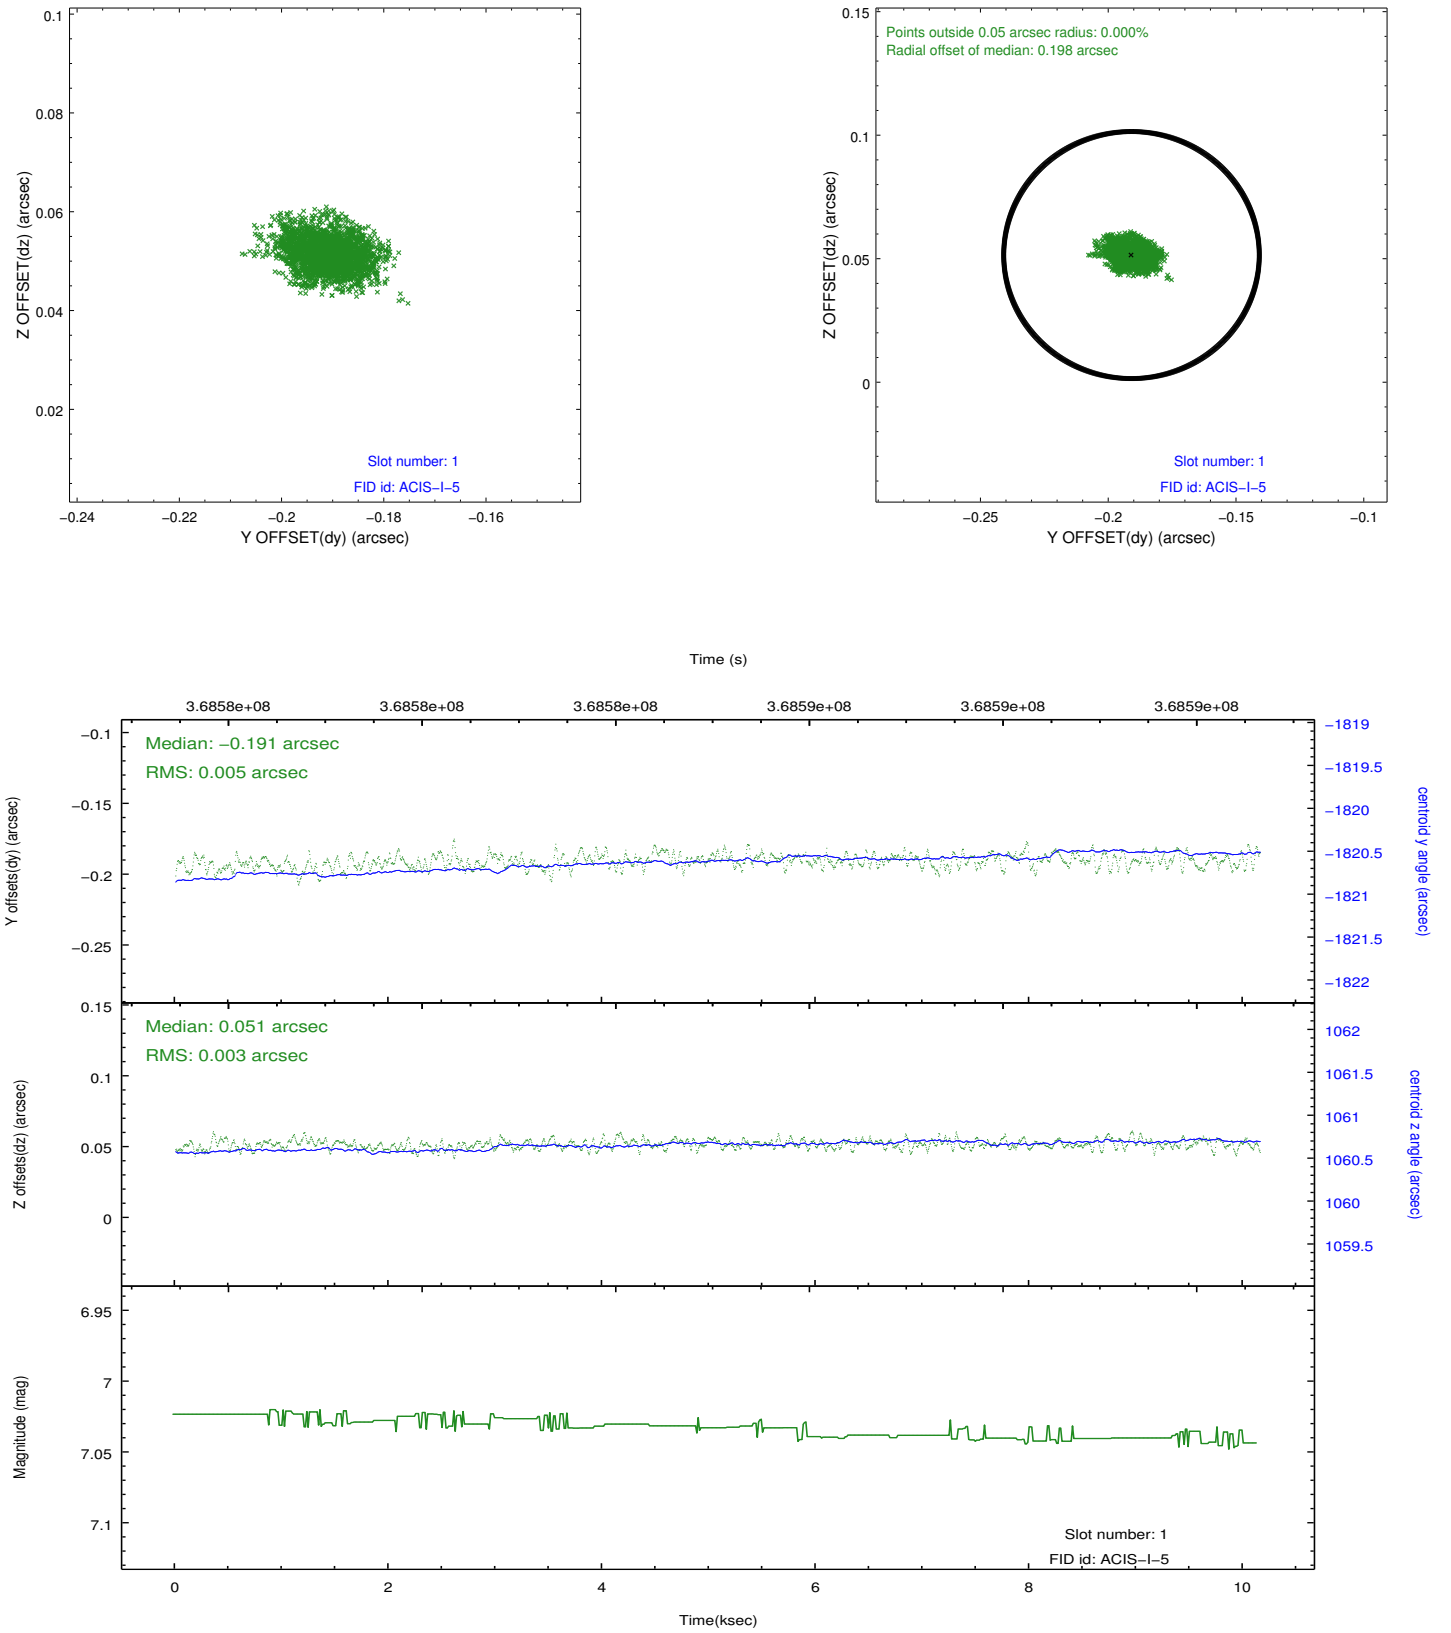 0.1
0.08
0.06
0.04
0.02
Z OFFSET(dz) (arcsec)
Slot number: 1
FID id: ACIS−I−5
−0.24
−0.22
−0.2
−0.18
−0.16
Y OFFSET(dy) (arcsec)
0.15
0.1
0.05
0
Z OFFSET(dz) (arcsec)
Points outside 0.05 arcsec radius: 0.000%
Radial offset of median: 0.198 arcsec
Slot number: 1
FID id: ACIS−I−5
−0.25
−0.2
−0.15
−0.1
Y OFFSET(dy) (arcsec)
Time (s)
3.6858e+08
3.6858e+08
3.6858e+08
3.6859e+08
3.6859e+08
3.6859e+08
−0.1
−0.15
−0.2
−0.25
Y offsets(dy) (arcsec)
Median: −0.191 arcsec
RMS: 0.005 arcsec
−1819
−1819.5
−1820
−1820.5
−1821
−1821.5
−1822
centroid y angle (arcsec)
0.15
0.1
0.05
0
Z offsets(dz) (arcsec)
Median: 0.051 arcsec
RMS: 0.003 arcsec
1062
1061.5
1061
1060.5
1060
1059.5
centroid z angle (arcsec)
6.95
7
7.05
7.1
Magnitude (mag)
Slot number: 1
FID id: ACIS−I−5
0
2
4
6
8
10
Time(ksec)